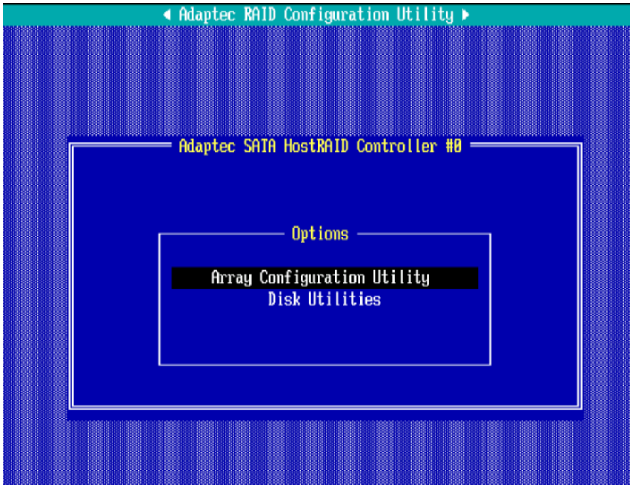 Adaptec RAID Configuration Utility
Adaptec SATA HostRAID Controller #0
Options
Array Configuration Utility
Disk Utilities